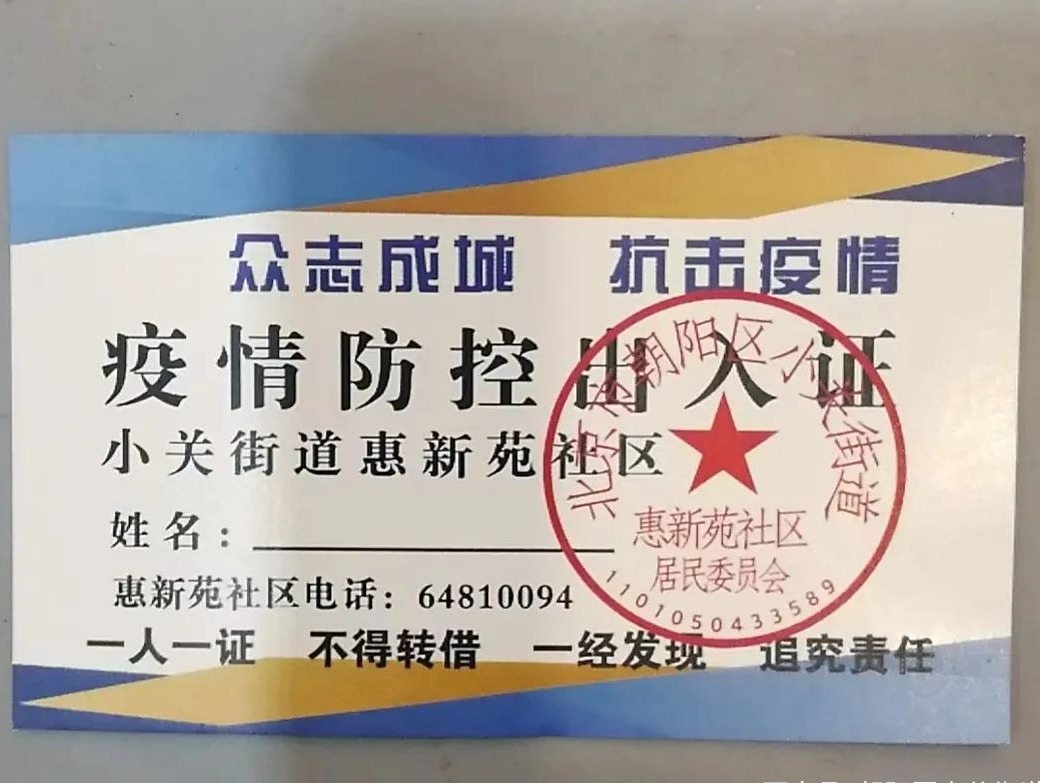 众志成城 抗击疫情
疫情防控出入证
小关街道惠新苑社区
姓名：
惠新苑社区电话：64810094
一人一证 不得转借 一经发现 追究责任
北京市朝阳区小关街道
惠新苑社区
居民委员会
1101050433589